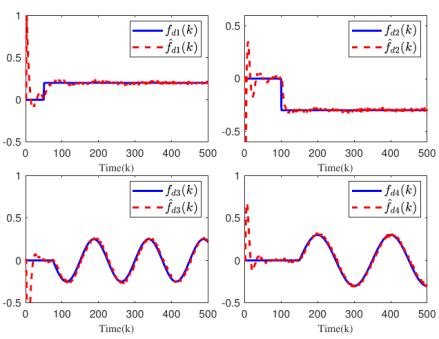 1
0.5
0
-0.5
0 100 200 300 400 500
Time(k)
f_{d1}(k)
\hat{f}_{d1}(k)
0.5
0
-0.5
0 100 200 300 400 500
Time(k)
f_{d2}(k)
\hat{f}_{d2}(k)
1
0.5
0
-0.5
0 100 200 300 400 500
Time(k)
f_{d3}(k)
\hat{f}_{d3}(k)
1
0.5
0
-0.5
0 100 200 300 400 500
Time(k)
f_{d4}(k)
\hat{f}_{d4}(k)